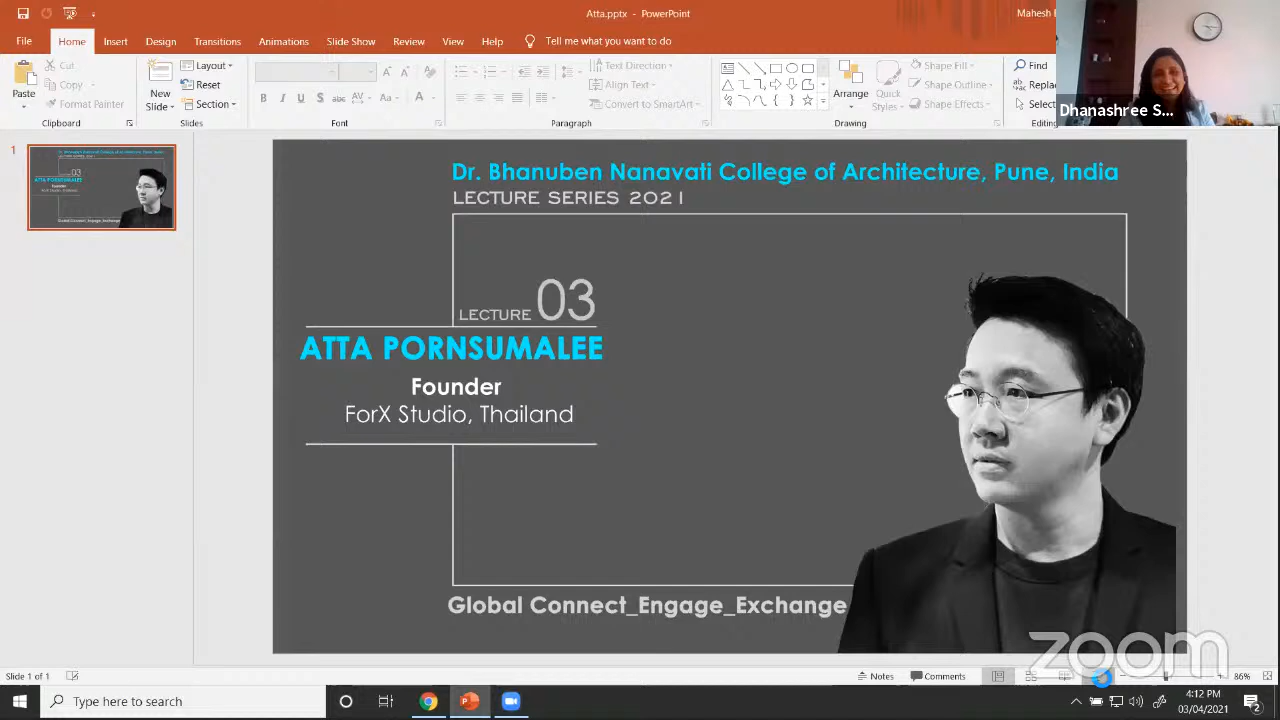 Atta.pptx - PowerPoint
File Home Insert Design Transitions Animations Slide Show Review View Help Tell me what you want to do
Paste
Cut
Copy
Format Painter
Clipboard
New Slide
Layout
Reset
Section
Slides
Font
Text Direction
Align Text
Convert to SmartArt
Paragraph
Arrange
Quick Styles
Shape Fill
Shape Outline
Shape Effects
Drawing
Find
Replac
Select
Dhanashree S...
1
Dr. Bhanuben Nanavati College of Architecture, Pune, India
LECTURE SERIES 2021
LECTURE 03
ATTA PORNSUMALEE
Founder
ForX Studio, Thailand
Global Connect_Engage_Exchange
zoom
Slide 1 of 1
Notes
Comments
86%
Type here to search
4:12 PM
03/04/2021
2